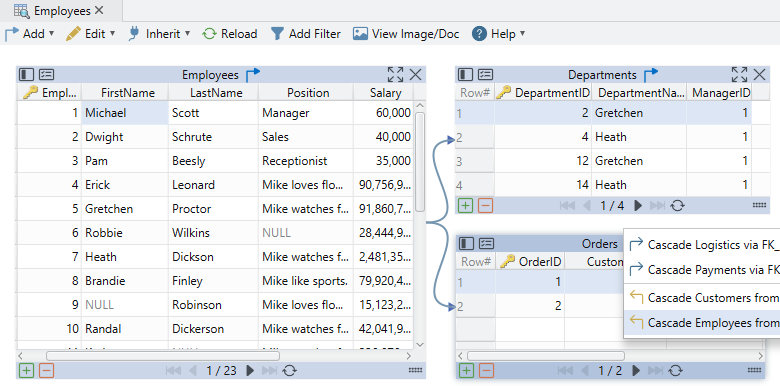 Employees
Add Edit Inherit Reload Add Filter View Image/Doc Help
Employees
Empl... FirstName LastName Position Salary
1 Michael Scott Manager 60,000
2 Dwight Schrute Sales 40,000
3 Pam Beesly Receptionist 35,000
4 Erick Leonard Mike loves flo... 90,756,9...
5 Gretchen Proctor Mike watches f... 91,860,7...
6 Robbie Wilkins NULL 28,444,9...
7 Heath Dickson Mike watches f... 2,481,35...
8 Brandie Finley Mike like sports. 79,920,4...
9 NULL Robinson Mike loves flo... 15,123,2...
10 Randal Dickerson Mike watches f... 42,041,9...
1 / 23
Departments
Row# DepartmentID DepartmentNa... ManagerID
1 2 Gretchen 1
2 4 Heath 1
3 12 Gretchen 1
4 14 Heath 1
1 / 4
Orders
Row# OrderID Custom
1 1
2 2
1 / 2
Cascade Logistics via FK_
Cascade Payments via FK
Cascade Customers from
Cascade Employees from